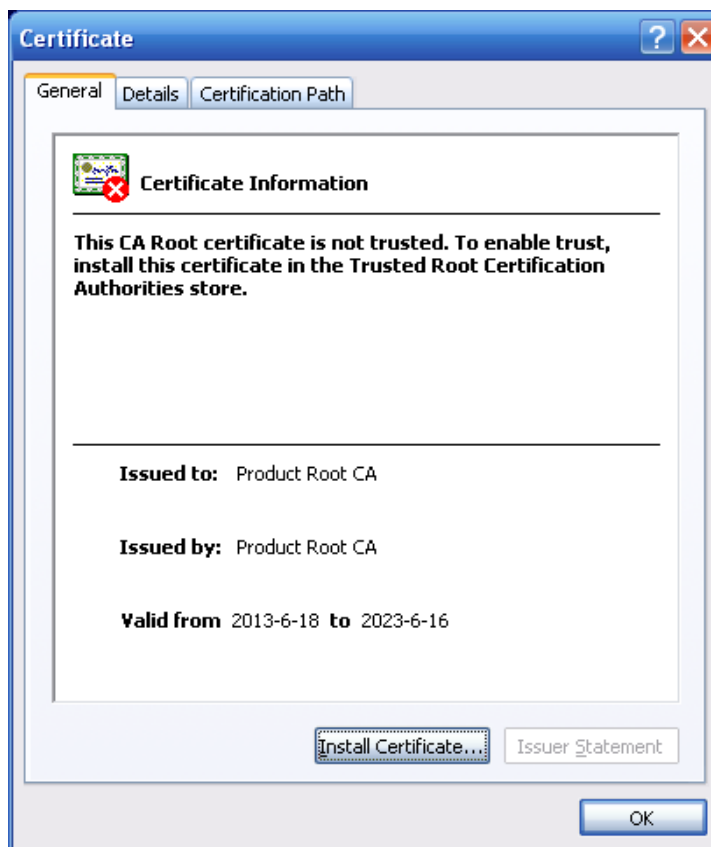 Certificate
General Details Certification Path
Certificate Information
This CA Root certificate is not trusted. To enable trust,
install this certificate in the Trusted Root Certification
Authorities store.
Issued to: Product Root CA
Issued by: Product Root CA
Valid from 2013-6-18 to 2023-6-16
Install Certificate... Issuer Statement
OK